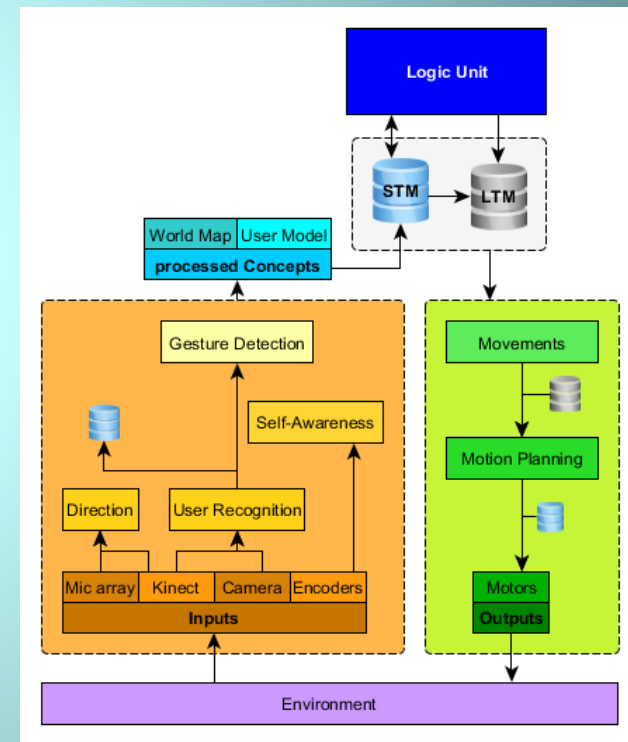 Logic Unit
STM
LTM
World Map
User Model
processed Concepts
Gesture Detection
Movements
Self-Awareness
Motion Planning
Direction
User Recognition
Mic array
Kinect
Camera
Encoders
Motors
Inputs
Outputs
Environment